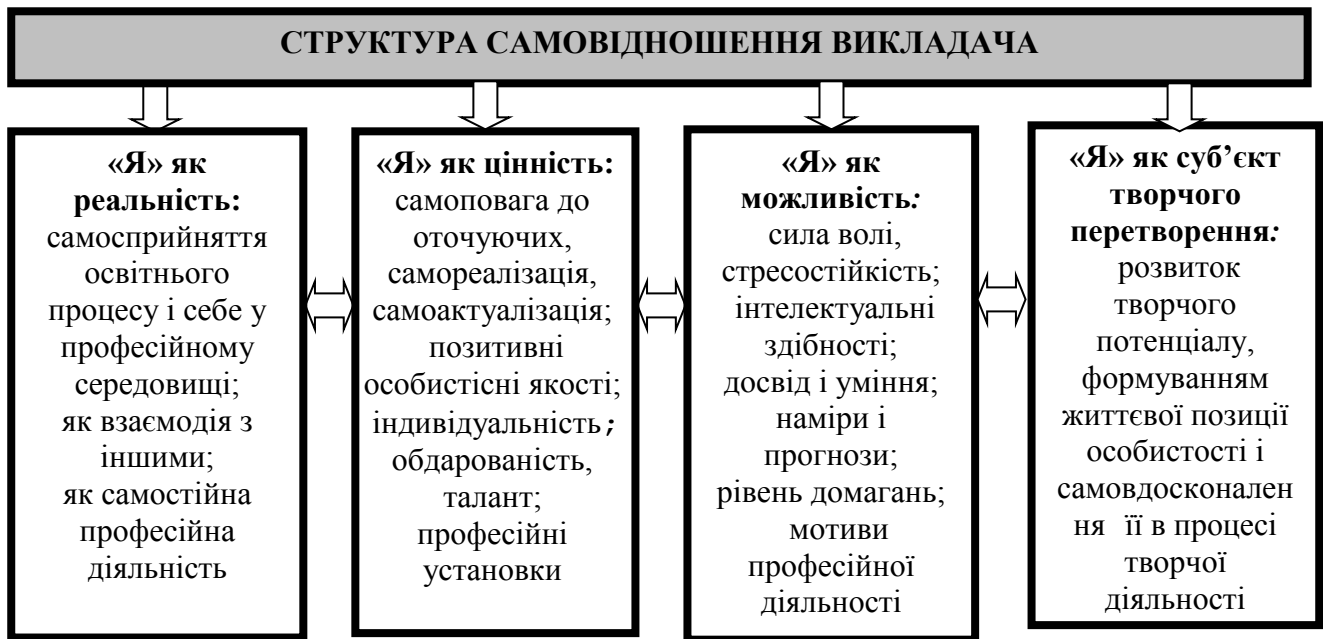 СТРУКТУРА САМОВІДНОШЕННЯ ВИКЛАДАЧА
«Я» як
реальність:
самосприйняття
освітнього
процесу і себе у
професійному
середовищі;
як взаємодія з
іншими;
як самостійна
професійна
діяльність
«Я» як цінність:
самоповага до
оточуючих,
самореалізація,
самоактуалізація;
позитивні
особистісні якості;
індивідуальність;
обдарованість,
талант;
професійні
установки
«Я» як
можливість:
сила волі,
стресостійкість;
інтелектуальні
здібності;
досвід і уміння;
наміри і
прогнози;
рівень домагань;
мотиви
професійної
діяльності
«Я» як суб’єкт
творчого
перетворення:
розвиток
творчого
потенціалу,
формуванням
життєвої позиції
особистості і
самовдосконален
ня її в процесі
творчої
діяльності